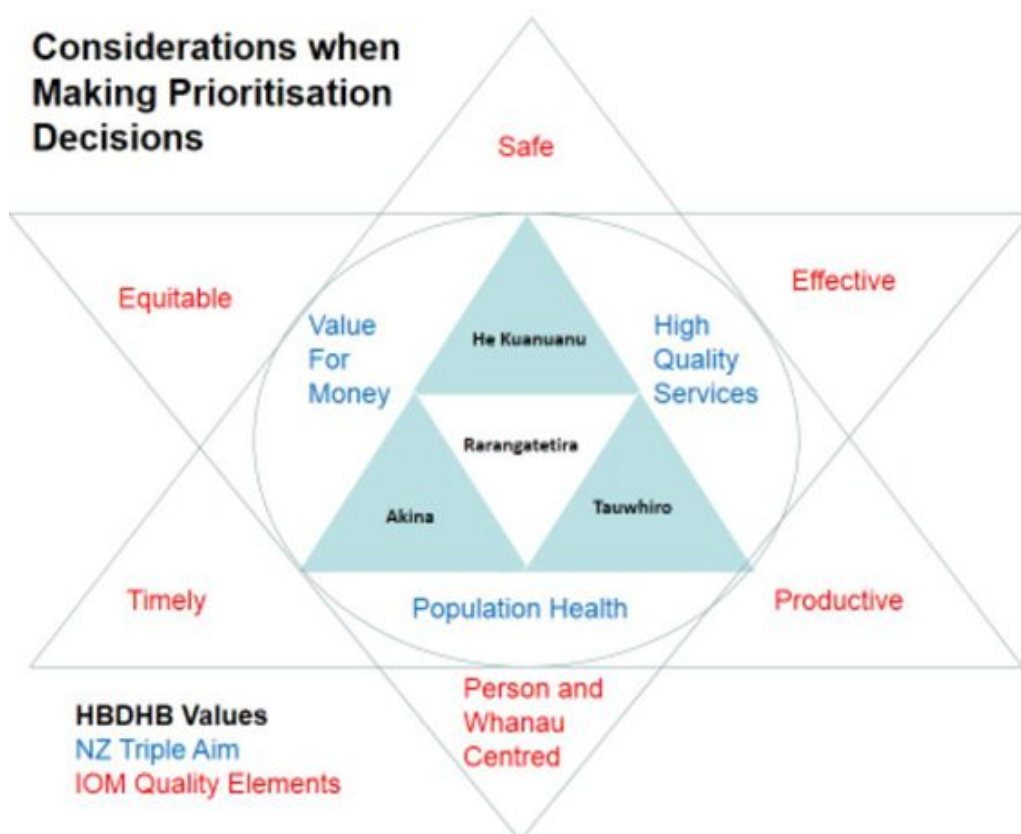 Considerations when
Making Prioritisation
Decisions
Safe
Equitable
Effective
Value
For
Money
He Kuanuanu
High
Quality
Services
Rarangatetira
Akina
Tauwhiro
Timely
Population Health
Productive
Person and
Whanau
Centred
HBDHB Values
NZ Triple Aim
IOM Quality Elements